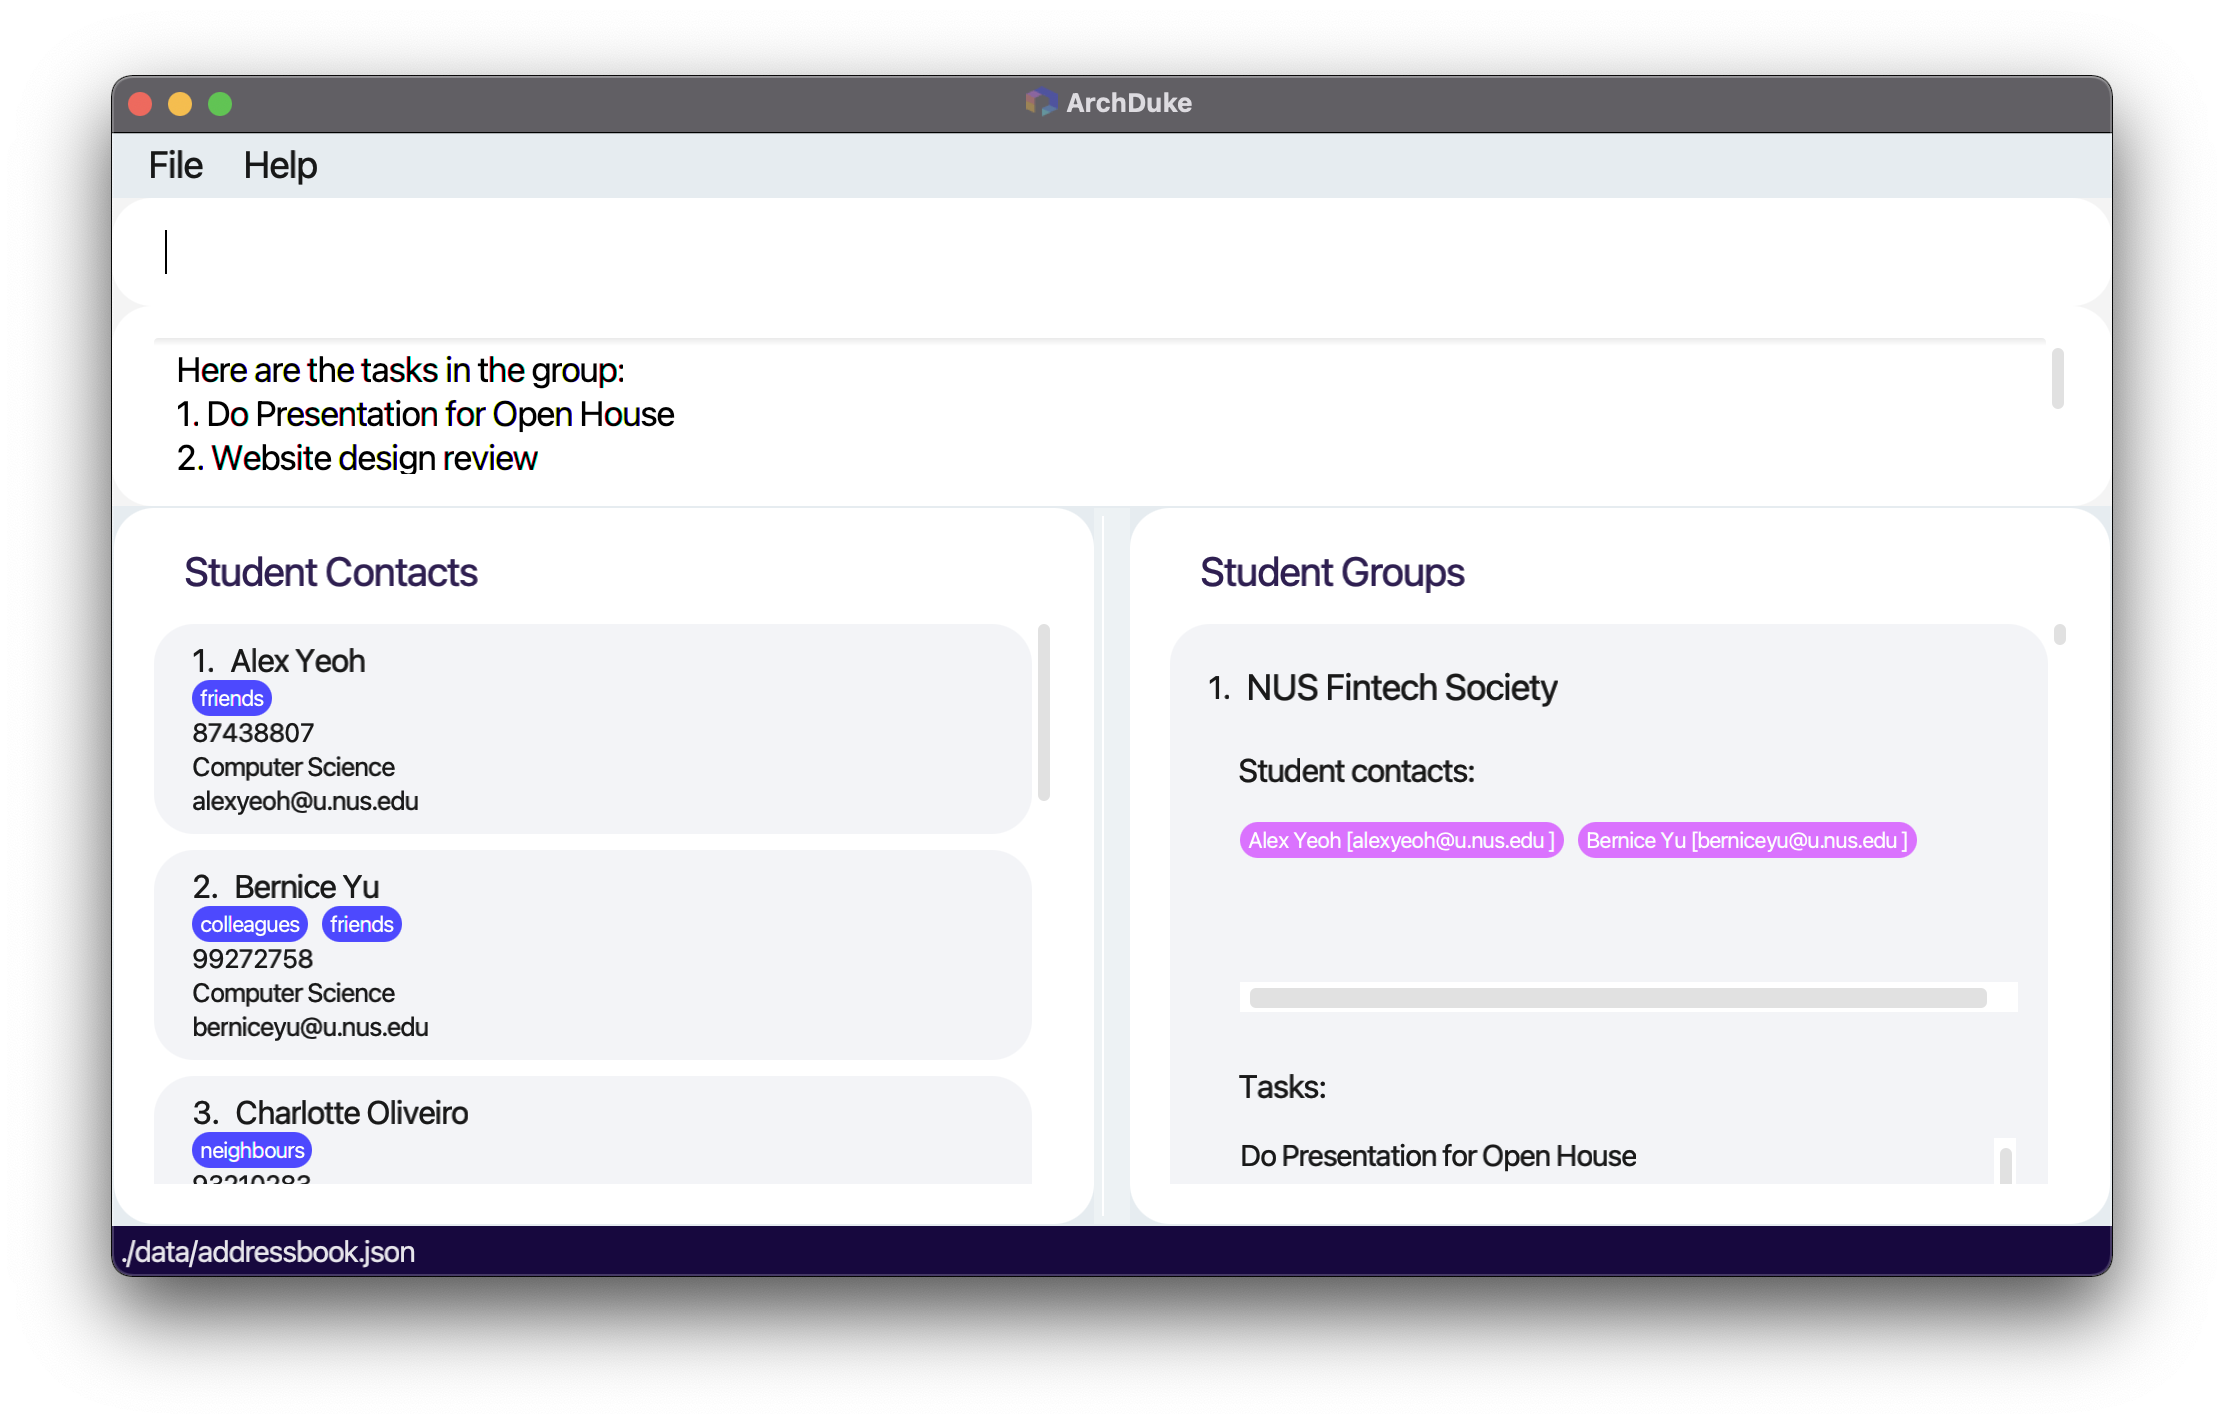 ArchDuke
File Help
Here are the tasks in the group:
1. Do Presentation for Open House
2. Website design review
Student Contacts
1. Alex Yeoh
friends
87438807
Computer Science
alexyeoh@u.nus.edu
2. Bernice Yu
colleagues friends
99272758
Computer Science
berniceyu@u.nus.edu
3. Charlotte Oliveiro
neighbours
93210283
Student Groups
1. NUS Fintech Society
Student contacts:
Alex Yeoh [alexyeoh@u.nus.edu ] Bernice Yu [berniceyu@u.nus.edu ]
Tasks:
Do Presentation for Open House
./data/addressbook.json